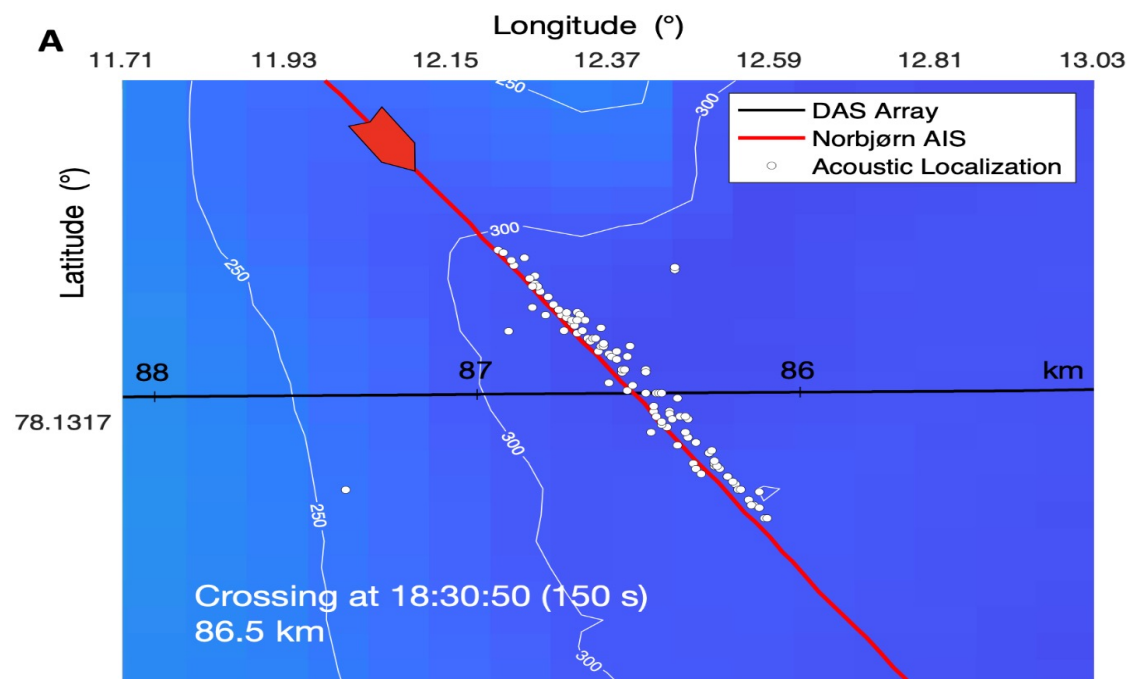 A
Longitude (°)
11.71 11.93 12.15 12.37 12.59 12.81 13.03
250
300
DAS Array
Norbjørn AIS
Acoustic Localization
Latitude (°)
300
250
88 87 86 km
78.1317
300
250
Crossing at 18:30:50 (150 s)
86.5 km
300